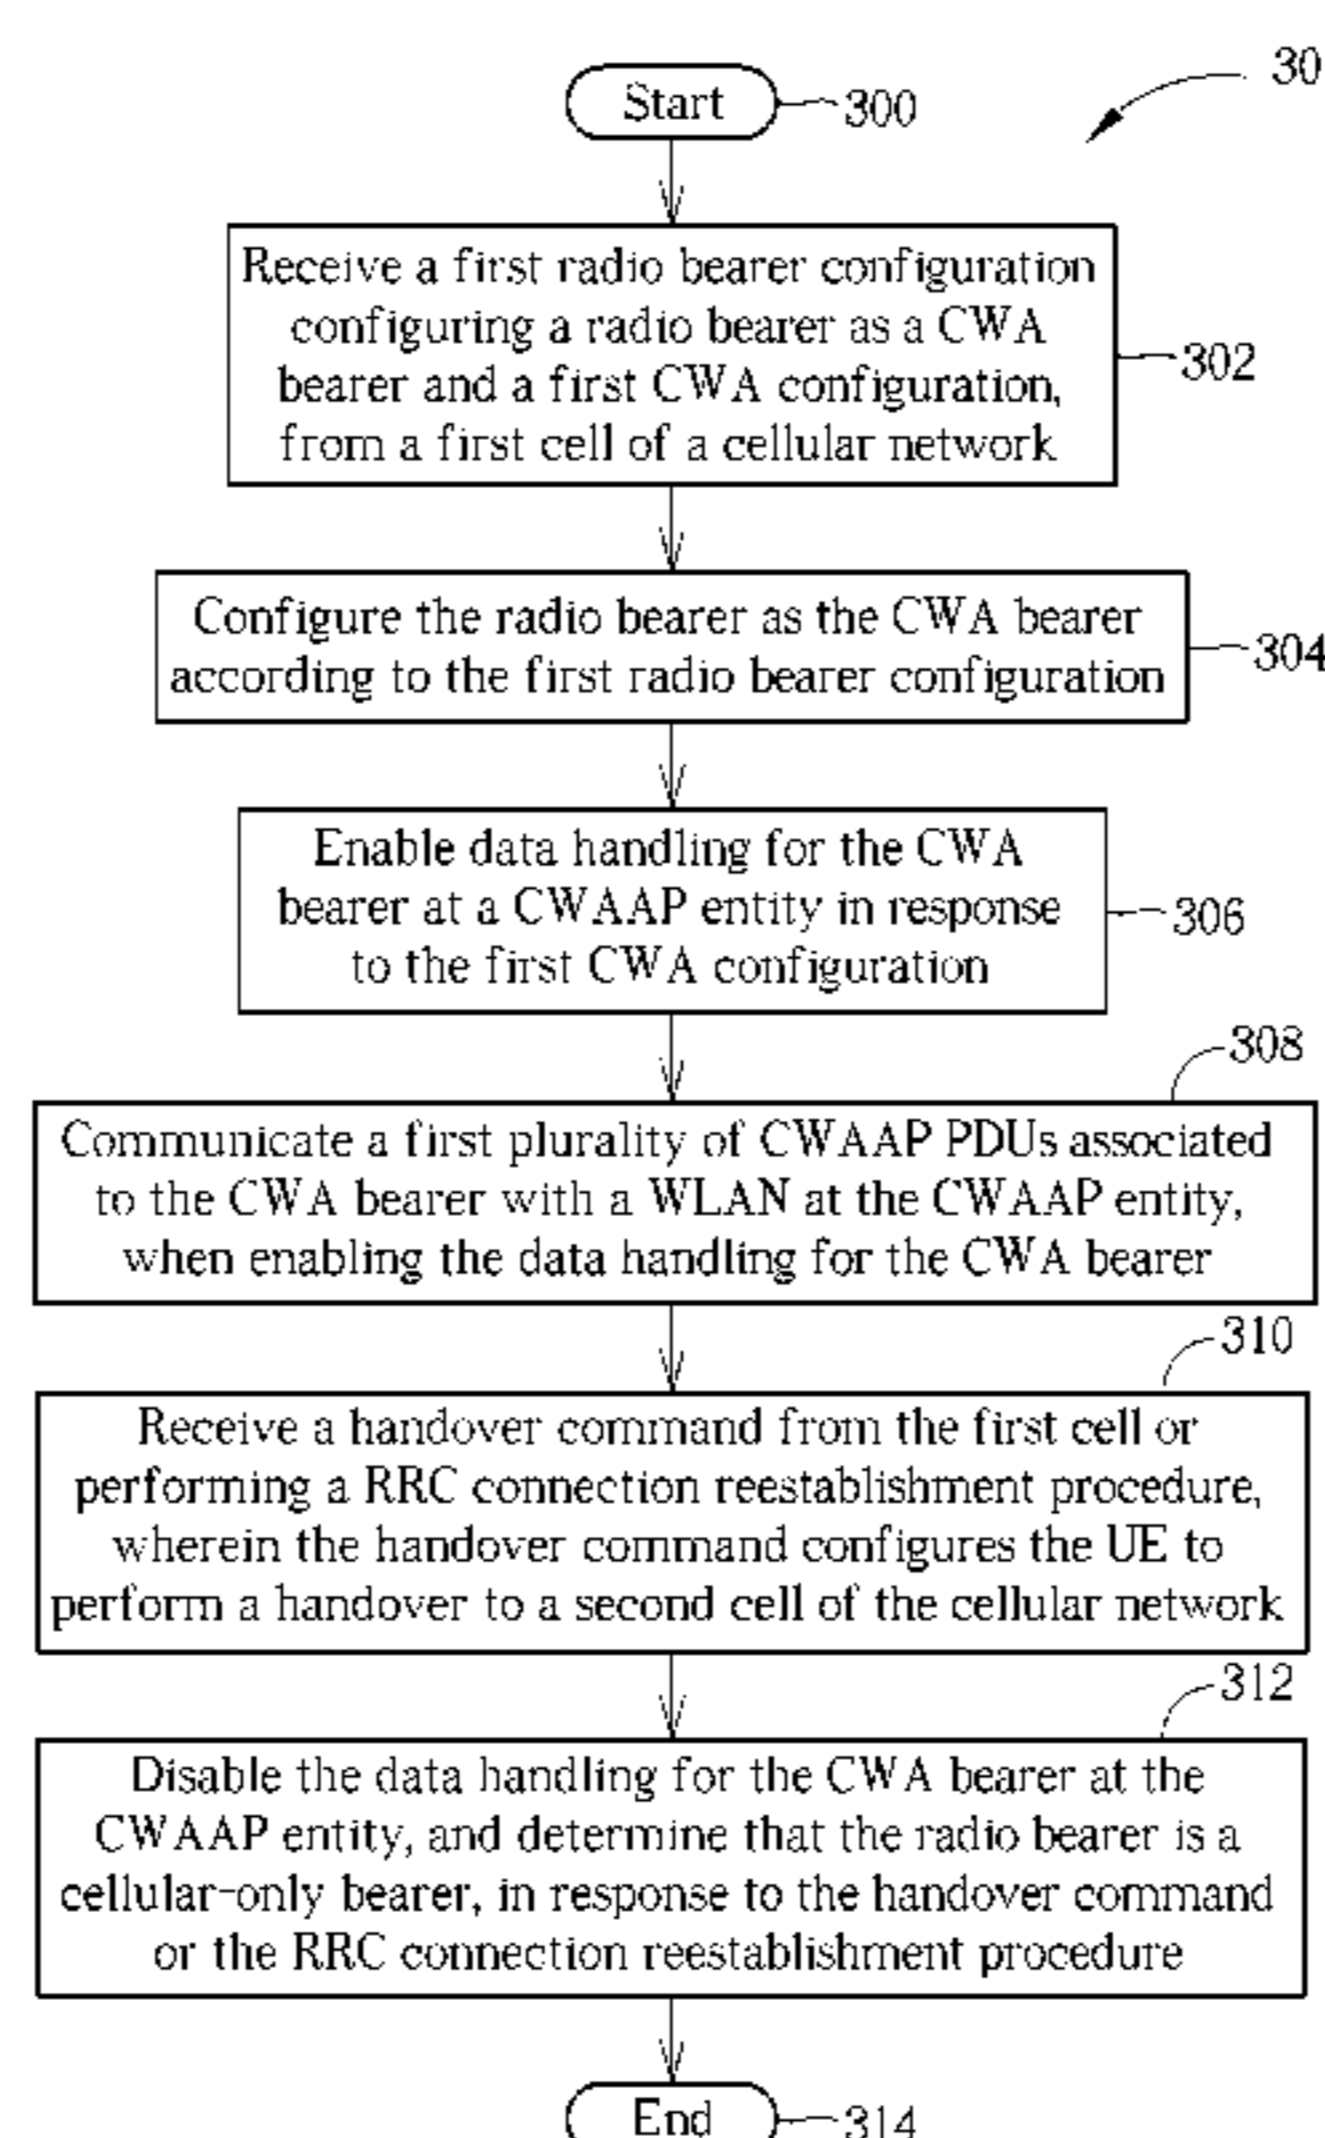 30
Start
300
Receive a first radio bearer configuration
configuring a radio bearer as a CWA
bearer and a first CWA configuration,
from a first cell of a cellular network
302
Configure the radio bearer as the CWA bearer
according to the first radio bearer configuration
304
Enable data handling for the CWA
bearer at a CWAAP entity in response
to the first CWA configuration
306
308
Communicate a first plurality of CWAAP PDUs associated
to the CWA bearer with a WLAN at the CWAAP entity,
when enabling the data handling for the CWA bearer
310
Receive a handover command from the first cell or
performing a RRC connection reestablishment procedure,
wherein the handover command configures the UE to
perform a handover to a second cell of the cellular network
312
Disable the data handling for the CWA bearer at the
CWAAP entity, and determine that the radio bearer is a
cellular-only bearer, in response to the handover command
or the RRC connection reestablishment procedure
End
314